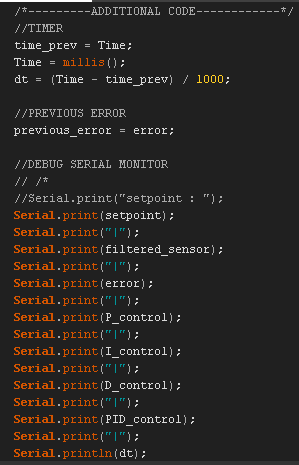 /*---------ADDITIONAL CODE------------*/
//TIMER
time_prev = Time;
Time = millis();
dt = (Time - time_prev) / 1000;
//PREVIOUS ERROR
previous_error = error;
//DEBUG SERIAL MONITOR
// /*
//Serial.print("setpoint : ");
Serial.print(setpoint);
Serial.print("|");
Serial.print(filtered_sensor);
Serial.print("|");
Serial.print(error);
Serial.print("|");
Serial.print(P_control);
Serial.print("|");
Serial.print(I_control);
Serial.print("|");
Serial.print(D_control);
Serial.print("|");
Serial.print(PID_control);
Serial.print("|");
Serial.println(dt);